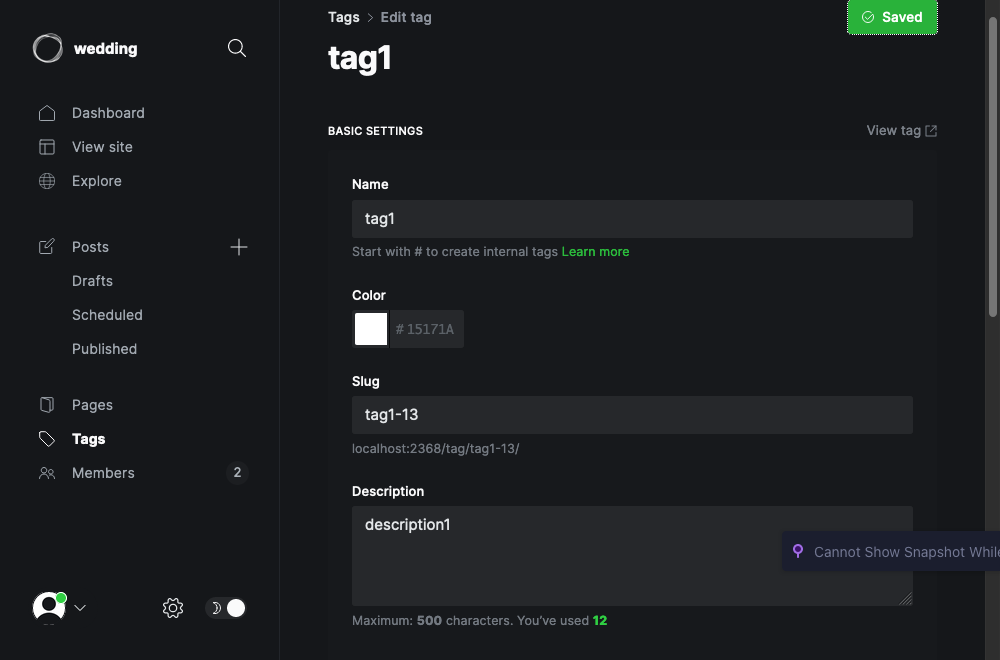 Tags > Edit tag
Saved
wedding
tag1
Dashboard
View site
Explore
BASIC SETTINGS
View tag
Name
tag1
Start with # to create internal tags Learn more
Posts
Drafts
Scheduled
Published
Color
# 15171A
Slug
tag1-13
localhost:2368/tag/tag1-13/
Pages
Tags
Members
2
Description
description1
Cannot Show Snapshot While
Maximum: 500 characters. You've used 12